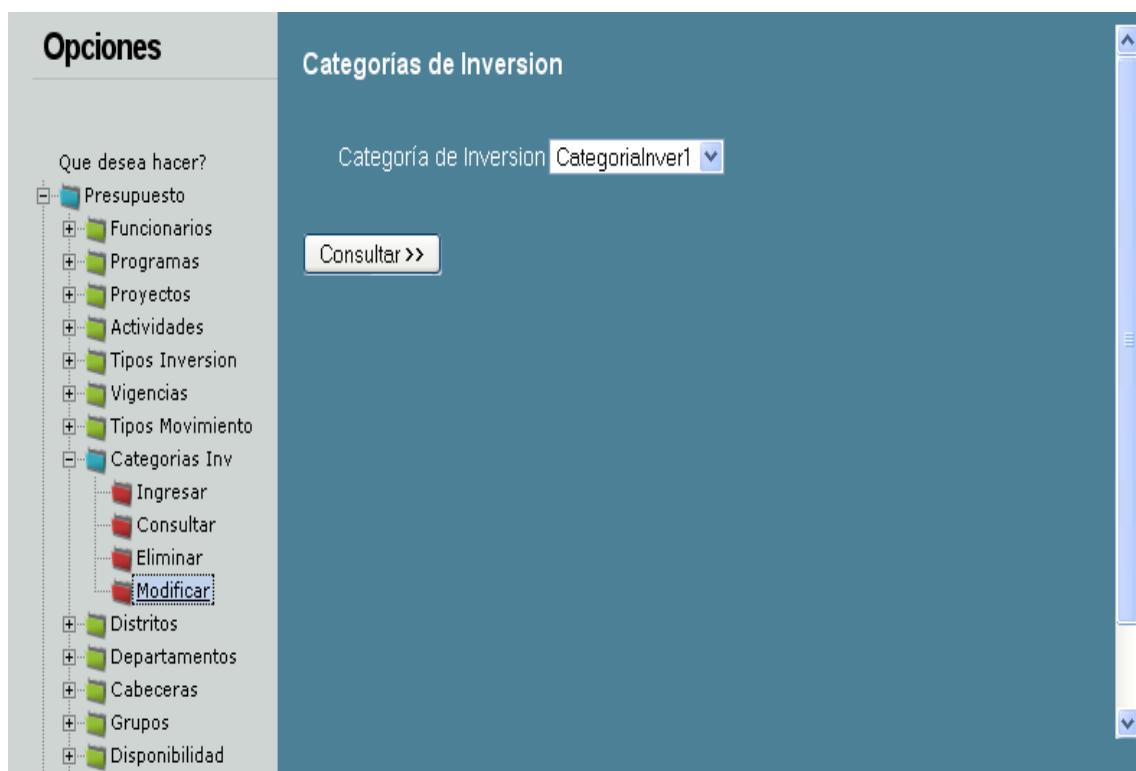 Opciones
Que desea hacer?
Presupuesto
Funcionarios
Programas
Proyectos
Actividades
Tipos Inversion
Vigencias
Tipos Movimiento
Categorias Inv
Ingresar
Consultar
Eliminar
Modificar
Distritos
Departamentos
Cabeceras
Grupos
Disponibilidad
Categorías de Inversion
Categoría de Inversion CategoriaInver1
Consultar >>